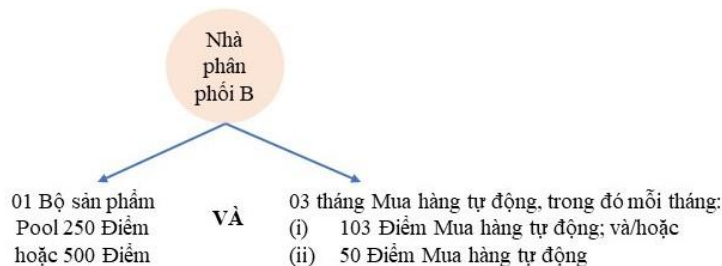 Nhà
phân
phối B
01 Bộ sản phẩm
Pool 250 Điểm
hoặc 500 Điểm
VÀ
03 tháng Mua hàng tự động, trong đó mỗi tháng:
(i) 103 Điểm Mua hàng tự động; và/hoặc
(ii) 50 Điểm Mua hàng tự động